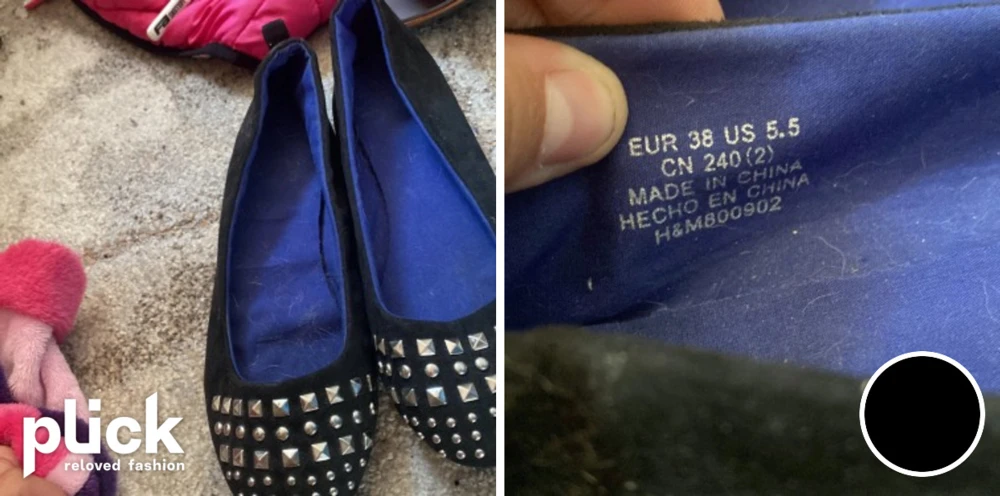 plick
reloved fashion
EUR 38 US 5.5
CN 240(2)
MADE IN CHINA
HECHO EN CHINA
H&M800902